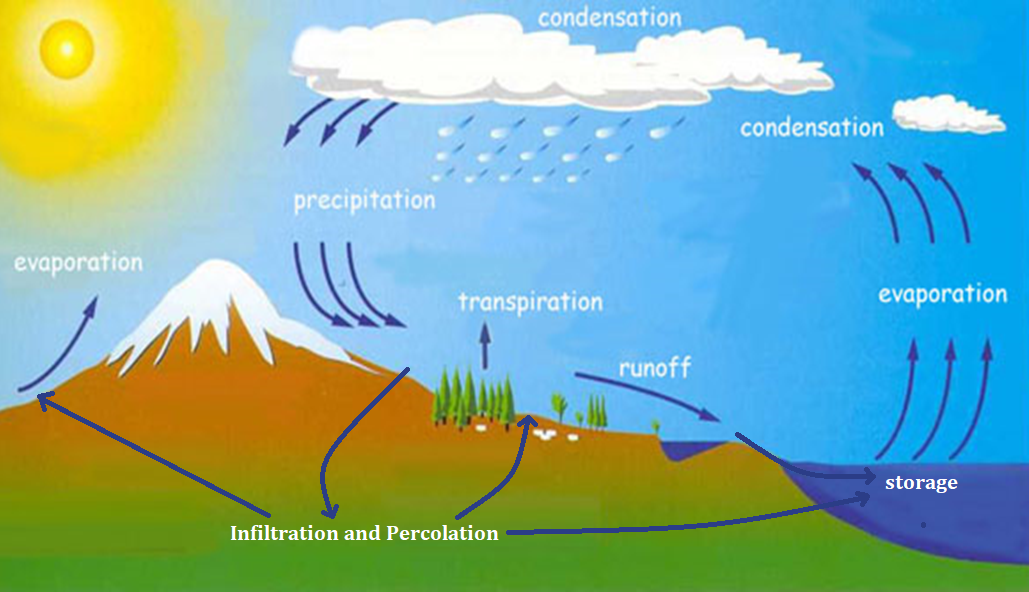 condensation
condensation
precipitation
evaporation
transpiration
evaporation
runoff
storage
Infiltration and Percolation